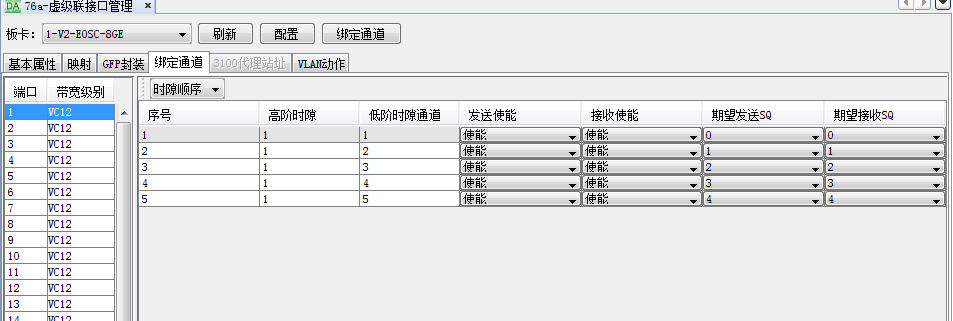 DA 76a-虚级联接口管理 ×
板卡: 1-V2-EOSC-8GE 刷新 配置 绑定通道
基本属性 映射 GFP封装 绑定通道 3100代理站址 VLAN动作
端口 带宽级别 时隙顺序
序号 高阶时隙 低阶时隙通道 发送使能 接收使能 期望发送SQ 期望接收SQ
1 VC12
2 VC12
3 VC12
4 VC12
5 VC12
6 VC12
7 VC12
8 VC12
9 VC12
10 VC12
11 VC12
12 VC12
13 VC12
14 VC12
1 1 1 使能 使能 0 0
2 1 2 使能 使能 1 1
3 1 3 使能 使能 2 2
4 1 4 使能 使能 3 3
5 1 5 使能 使能 4 4